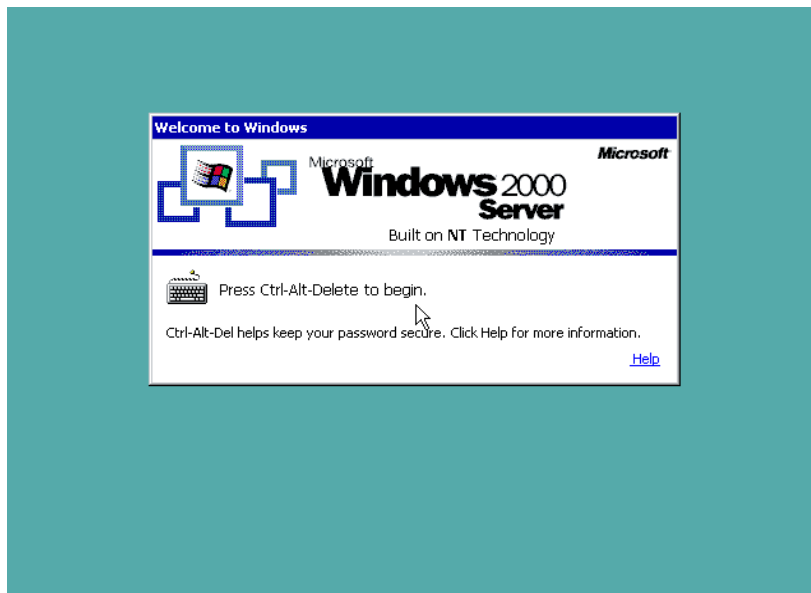 Welcome to Windows
Microsoft
Microsoft
Windows 2000
Server
Built on NT Technology
Press Ctrl-Alt-Delete to begin.
Ctrl-Alt-Del helps keep your password secure. Click Help for more information.
Help